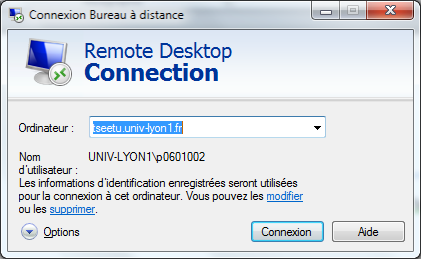 Connexion Bureau à distance
Remote Desktop
Connection
Ordinateur :
tseetu.univ-lyon1.fr
Nom
d'utilisateur :
UNIV-LYON1\p0601002
Les informations d'identification enregistrées seront utilisées
pour la connexion à cet ordinateur. Vous pouvez les modifier
ou les supprimer.
Options
Connexion
Aide